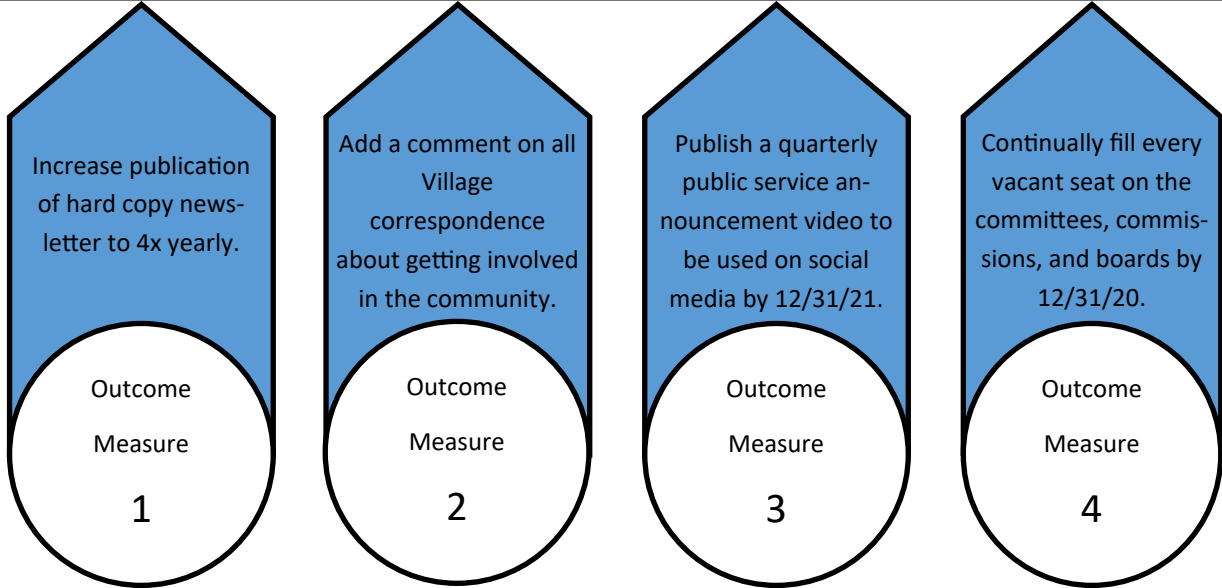 Increase publication
of hard copy news-
letter to 4x yearly.
Outcome
Measure
1
Add a comment on all
Village
correspondence
about getting involved
in the community.
Outcome
Measure
2
Publish a quarterly
public service an-
nouncement video to
be used on social
media by 12/31/21.
Outcome
Measure
3
Continually fill every
vacant seat on the
committees, commis-
sions, and boards by
12/31/20.
Outcome
Measure
4